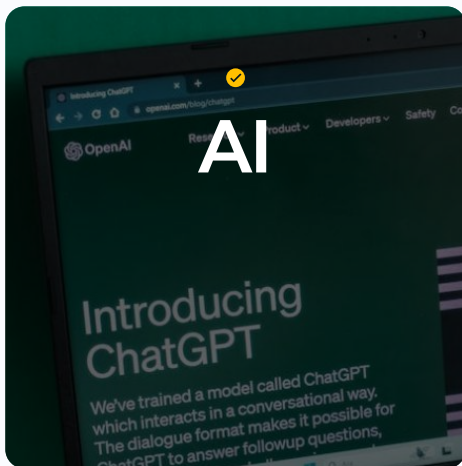 Introducing ChatGPT
openai.com/blog/chatgpt
OpenAI
Product
Developers
Safety
AI
Introducing
ChatGPT
We've trained a model called ChatGPT
which interacts in a conversational way.
The dialogue format makes it possible for
ChatGPT to answer followup questions,